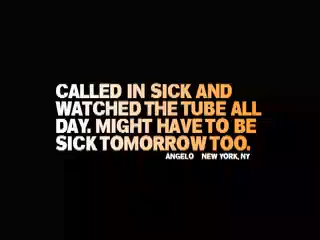 CALLED IN SICK AND
WATCHED THE TUBE ALL
DAY. MIGHT HAVE TO BE
SICK TOMORROW TOO.
ANGELO NEW YORK, NY